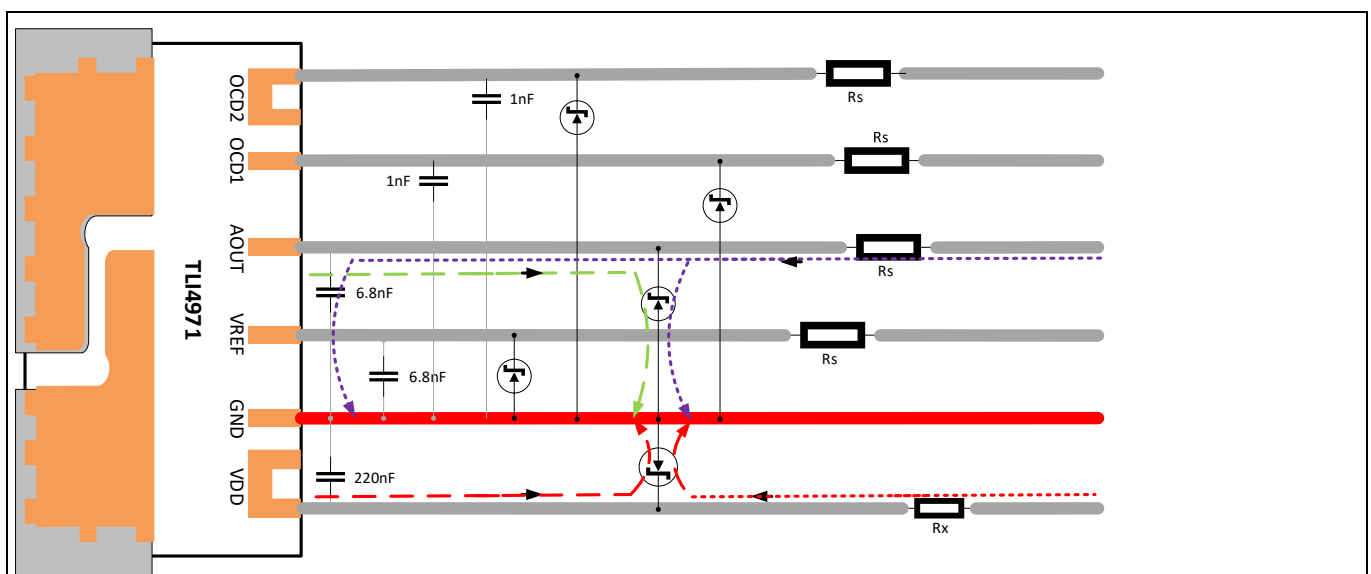 OCD2
1nF
Rs
OCD1
1nF
Rs
AOUT
6.8nF
Rs
TLI4971
VREF
6.8nF
Rs
GND
VDD
220nF
Rx